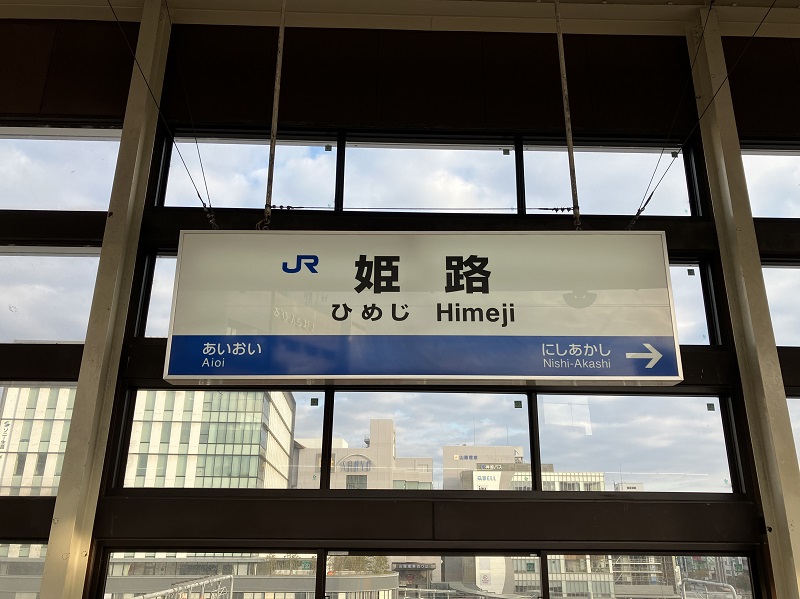 JR 姫路
ひめじ Himeji
あいおい にしあかし →
Aioi Nishi-Akashi